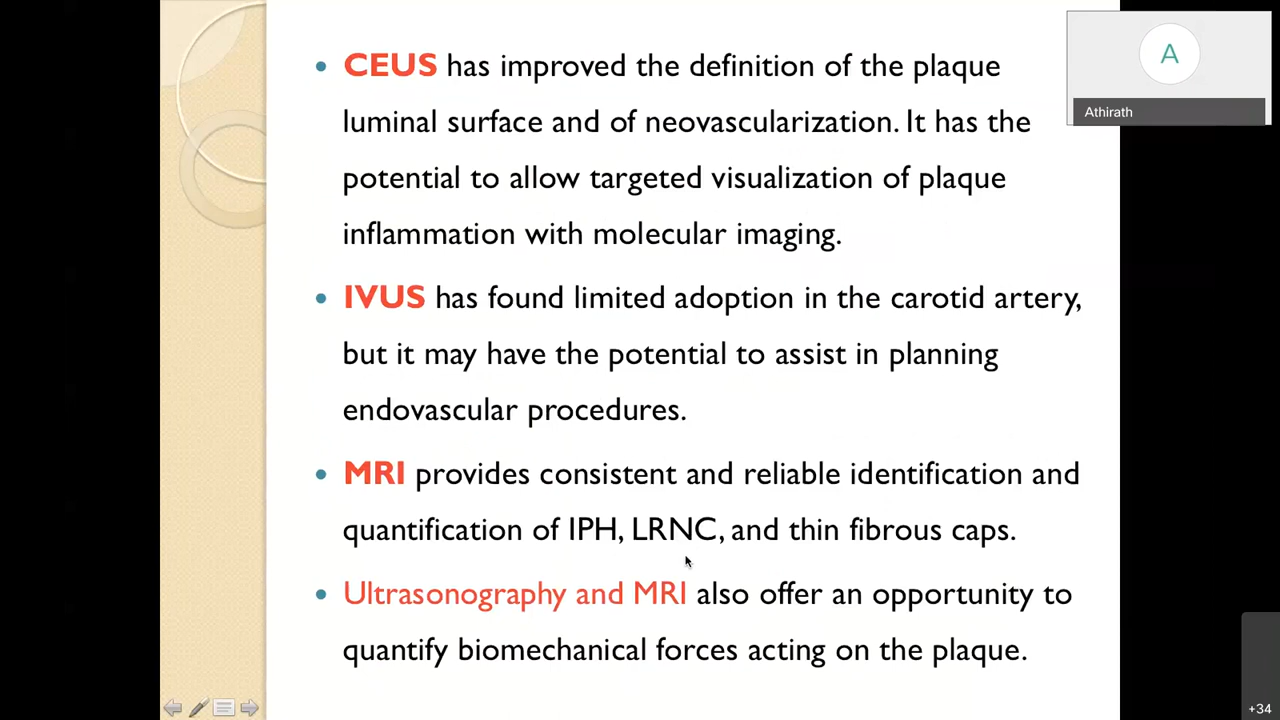 • CEUS has improved the definition of the plaque
luminal surface and of neovascularization. It has the
potential to allow targeted visualization of plaque
inflammation with molecular imaging.
• IVUS has found limited adoption in the carotid artery,
but it may have the potential to assist in planning
endovascular procedures.
• MRI provides consistent and reliable identification and
quantification of IPH, LRNC, and thin fibrous caps.
• Ultrasonography and MRI also offer an opportunity to
quantify biomechanical forces acting on the plaque.
A
Athirath
+34